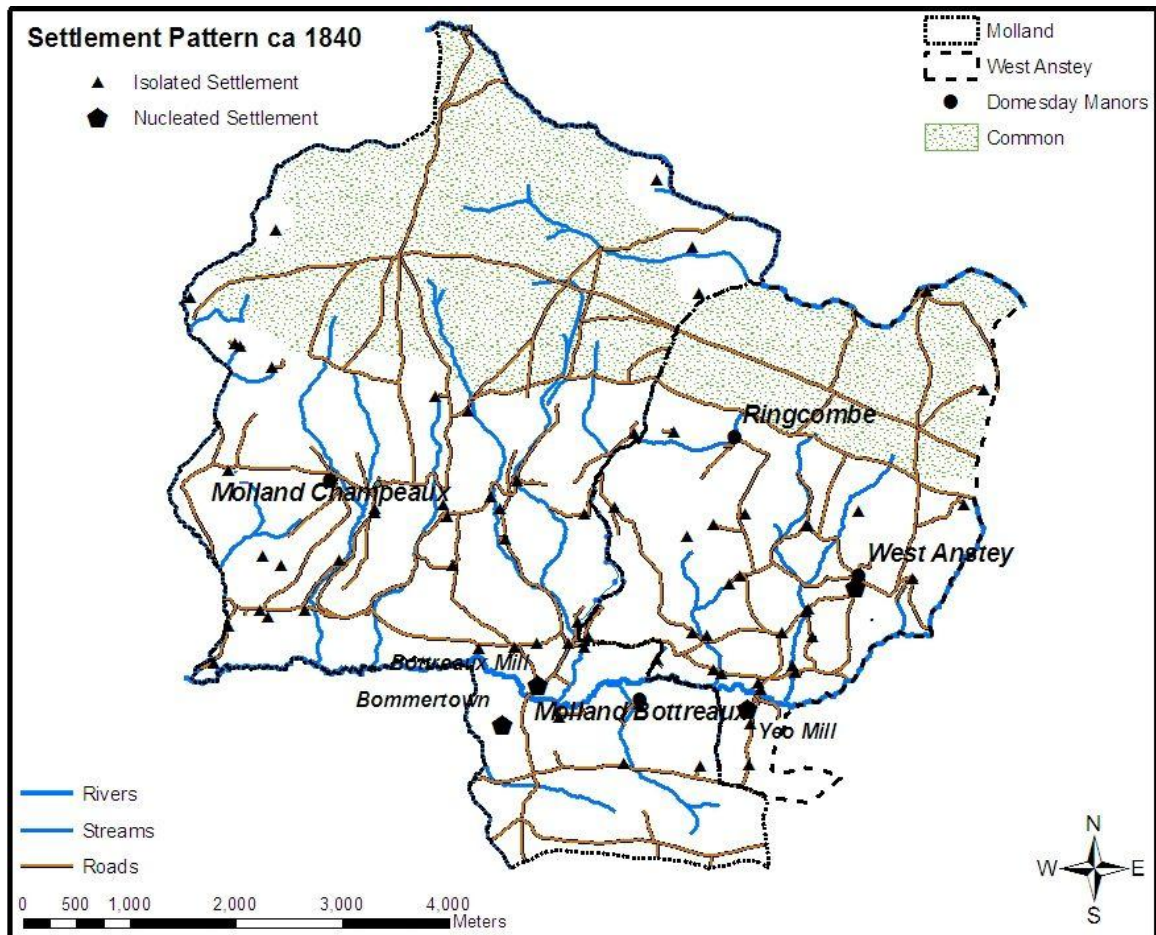 Settlement Pattern ca 1840
Isolated Settlement
Nucleated Settlement
Molland
West Anstey
Domesday Manors
Common
Ringcombe
Molland Champeaux
West Anstey
Bottreaux Mill
Bommertown
Molland Bottreaux
Yeo Mill
Rivers
Streams
Roads
0 500 1,000 2,000 3,000 4,000
Meters
N
W E
S